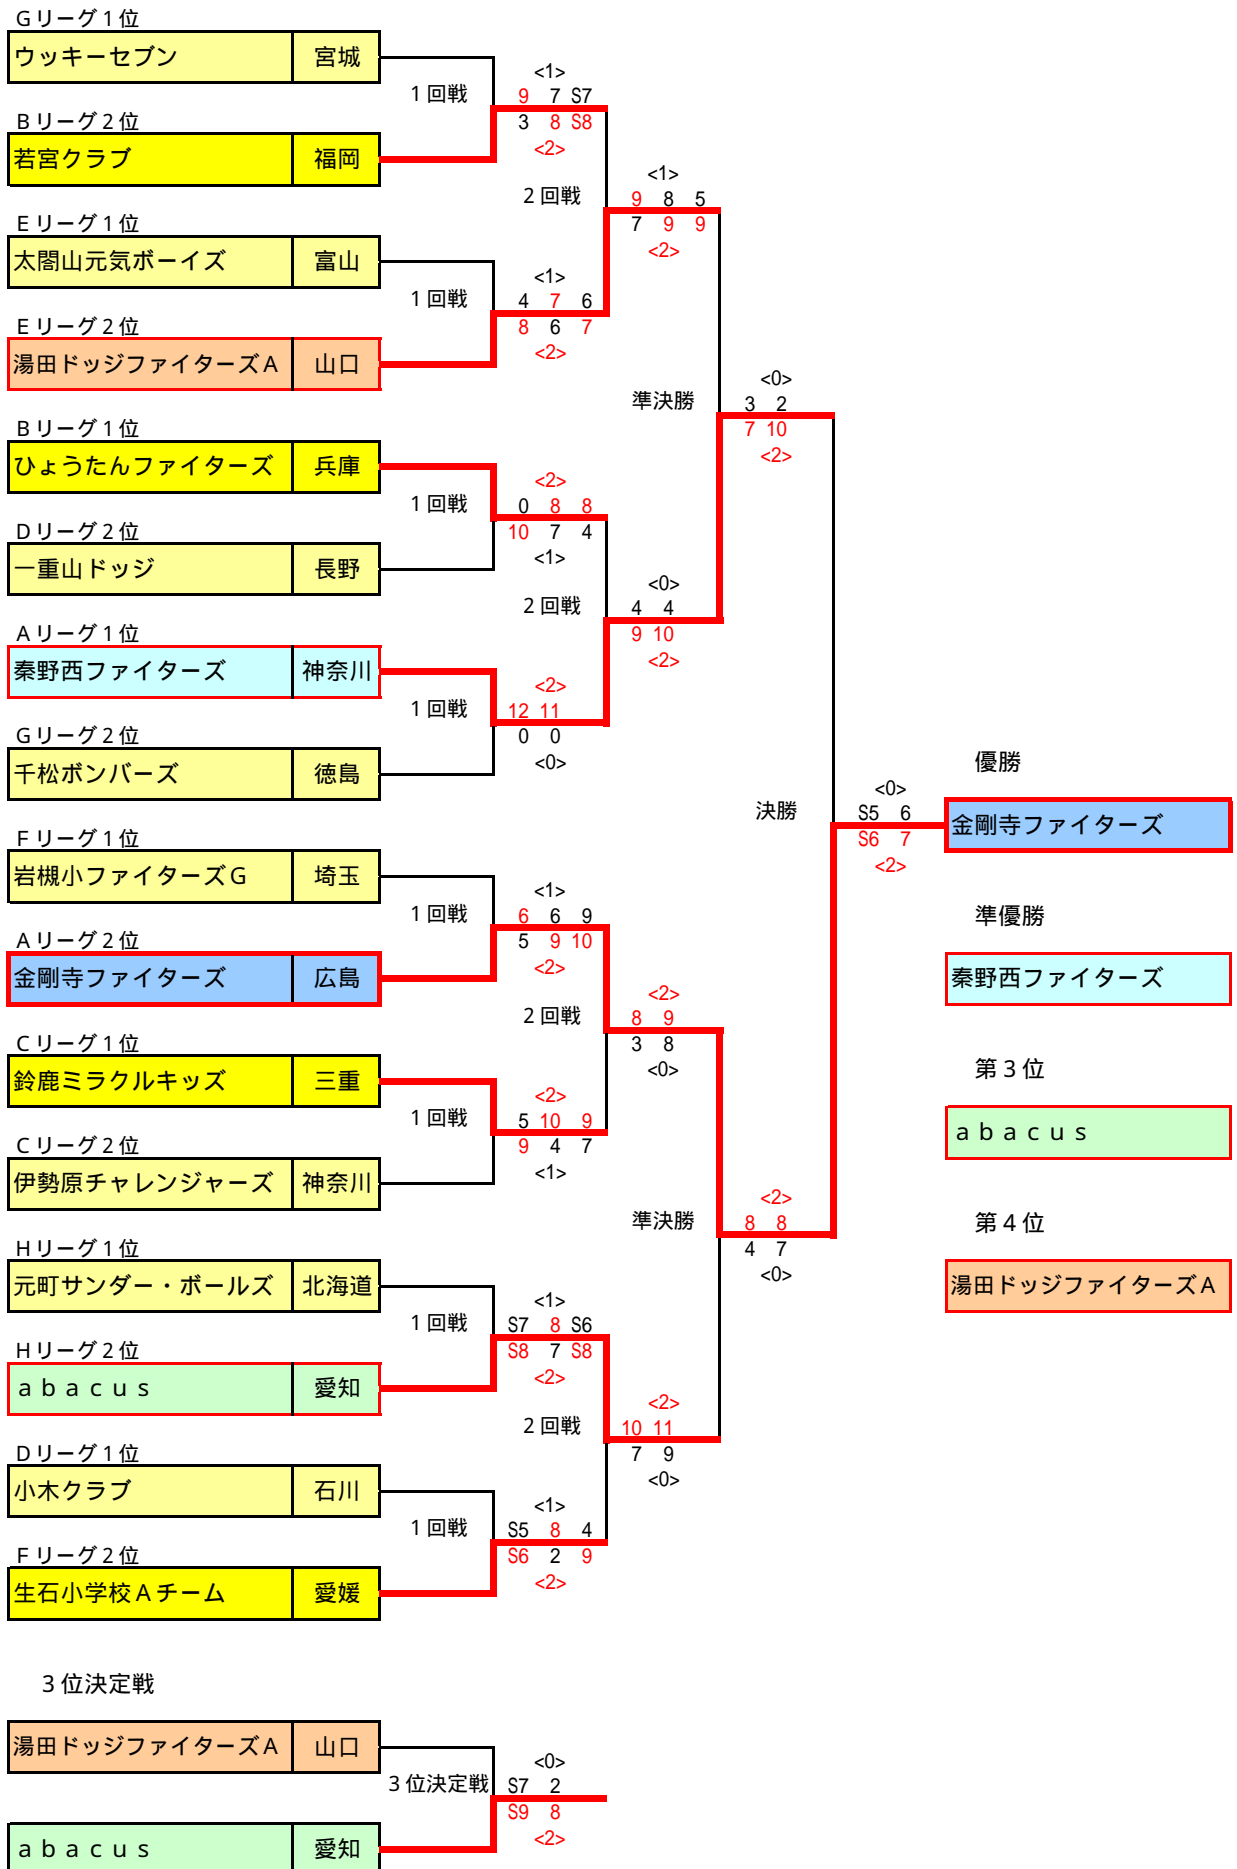 Ｇリーグ１位
ウッキーセブン 宮城
<1>
１回戦 9 7 S7
Ｂリーグ２位 3 8 S8
若宮クラブ 福岡 <2>
<1>
２回戦 9 8 5
Ｅリーグ１位 7 9 9
太閤山元気ボーイズ 富山 <2>
<1>
１回戦 4 7 6
Ｅリーグ２位 8 6 7
湯田ドッジファイターズＡ 山口 <2>
<0>
準決勝 3 2
Ｂリーグ１位 7 10
ひょうたんファイターズ 兵庫 <2>
<2>
１回戦 0 8 8
Ｄリーグ２位 10 7 4
一重山ドッジ 長野 <1>
<0>
２回戦 4 4
Ａリーグ１位 9 10
秦野西ファイターズ 神奈川 <2>
<2>
１回戦 12 11
Ｇリーグ２位 0 0
千松ボンバーズ 徳島 <0>
優勝
<0>
決勝 S5 6
金剛寺ファイターズ
S6 7
<2>
Ｆリーグ１位
岩槻小ファイターズＧ 埼玉
<1>
１回戦 6 6 9
準優勝
Ａリーグ２位 5 9 10
金剛寺ファイターズ 広島 <2>
秦野西ファイターズ
<2>
２回戦 8 9
Ｃリーグ１位 3 8
<0>
第３位
鈴鹿ミラクルキッズ 三重
<2>
１回戦 5 10 9
ａｂａｃｕｓ
Ｃリーグ２位 9 4 7
伊勢原チャレンジャーズ 神奈川 <1>
<2>
準決勝 8 8
第４位
Ｈリーグ１位 4 7
<0>
元町サンダー・ボールズ 北海道
湯田ドッジファイターズＡ
<1>
１回戦 S7 8 S6
Ｈリーグ２位 S8 7 S8
ａｂａｃｕｓ 愛知 <2>
<2>
２回戦 10 11
Ｄリーグ１位 7 9
<0>
小木クラブ 石川
<1>
１回戦 S5 8 4
Ｆリーグ２位 S6 2 9
生石小学校Ａチーム 愛媛 <2>
３位決定戦
湯田ドッジファイターズＡ 山口
<0>
３位決定戦 S7 2
S9 8
<2>
ａｂａｃｕｓ 愛知